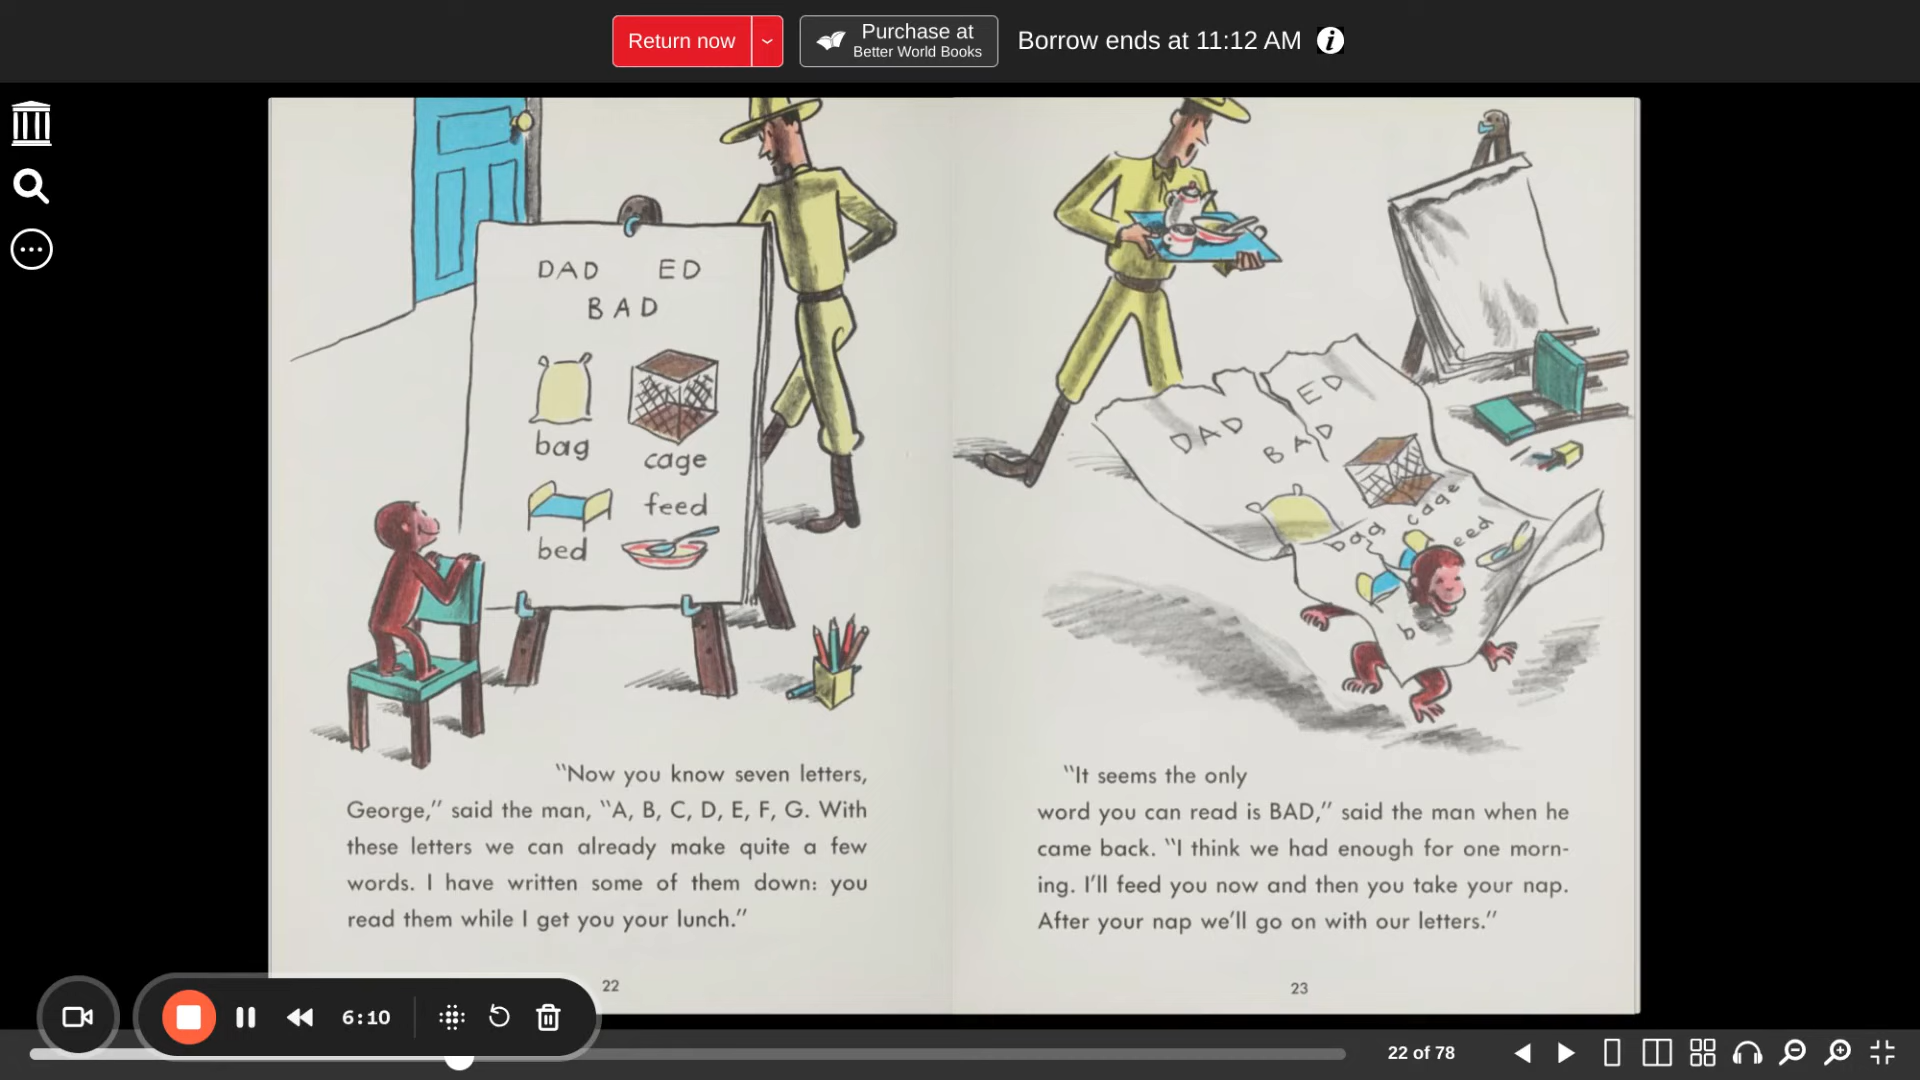 Return now
Purchase at
Better World Books
Borrow ends at 11:12 AM
DAD ED
BAD
bag
cage
feed
bed
"Now you know seven letters,
George," said the man, "A, B, C, D, E, F, G. With
these letters we can already make quite a few
words. I have written some of them down: you
read them while I get you your lunch."
22
DAD
ED
BAD
bag
cage
"It seems the only
word you can read is BAD," said the man when he
came back. "I think we had enough for one morn-
ing. I'll feed you now and then you take your nap.
After your nap we'll go on with our letters."
23
6:10
22 of 78